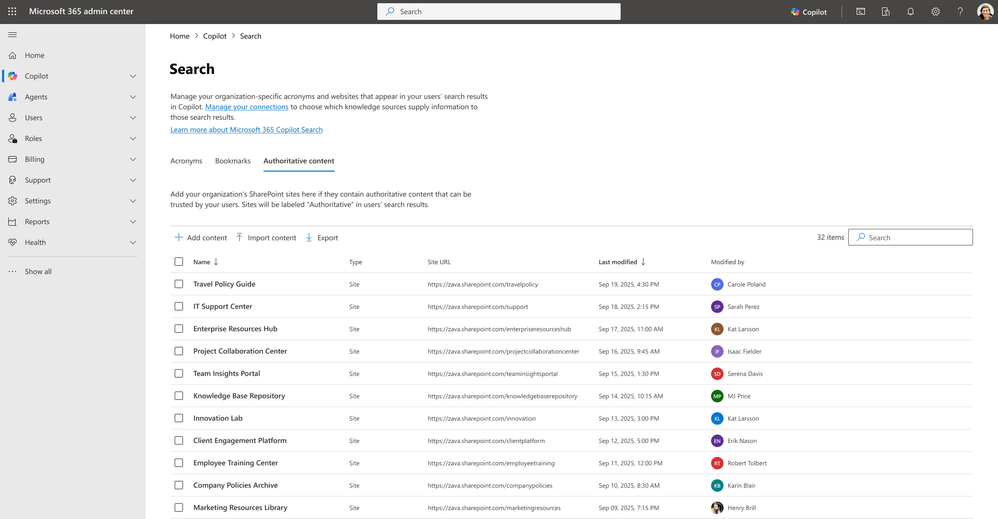 Microsoft 365 admin center
Search
Copilot
Home
Copilot
Agents
Users
Roles
Billing
Support
Settings
Reports
Health
Show all
Home > Copilot > Search
Search
Manage your organization-specific acronyms and websites that appear in your users' search results
in Copilot. Manage your connections to choose which knowledge sources supply information to
those search results.
Learn more about Microsoft 365 Copilot Search
Acronyms Bookmarks Authoritative content
Add your organization's SharePoint sites here if they contain authoritative content that can be
trusted by your users. Sites will be labeled "Authoritative" in users' search results.
Add content Import content Export 32 items Search
Name ↓ Type Site URL Last modified ↓ Modified by
Travel Policy Guide Site https://zava.sharepoint.com/travelpolicy Sep 19, 2025, 4:30 PM CP Carole Poland
IT Support Center Site https://zava.sharepoint.com/support Sep 18, 2025, 2:15 PM SP Sarah Perez
Enterprise Resources Hub Site https://zava.sharepoint.com/enterpriseresourceshub Sep 17, 2025, 11:00 AM KL Kat Larsson
Project Collaboration Center Site https://zava.sharepoint.com/projectcollaborationcenter Sep 16, 2025, 9:45 AM IF Isaac Fielder
Team Insights Portal Site https://zava.sharepoint.com/teaminsightsportal Sep 15, 2025, 1:30 PM SD Serena Davis
Knowledge Base Repository Site https://zava.sharepoint.com/knowledgebaserepository Sep 14, 2025, 10:15 AM MP MJ Price
Innovation Lab Site https://zava.sharepoint.com/innovation Sep 13, 2025, 3:00 PM KL Kat Larsson
Client Engagement Platform Site https://zava.sharepoint.com/clientplatform Sep 12, 2025, 5:00 PM EN Erik Nason
Employee Training Center Site https://zava.sharepoint.com/employeetraining Sep 11, 2025, 12:00 PM RT Robert Tolbert
Company Policies Archive Site https://zava.sharepoint.com/companypolicies Sep 10, 2025, 8:30 AM KB Karin Blair
Marketing Resources Library Site https://zava.sharepoint.com/marketingresources Sep 09, 2025, 7:15 PM Henry Brill